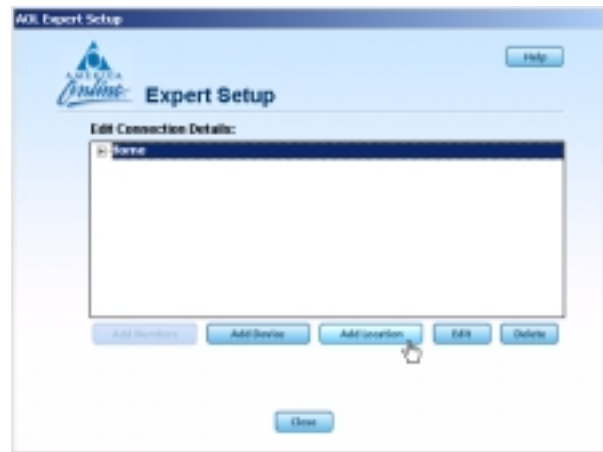 AOL Expert Setup
Help
AMERICA
Online
Expert Setup
Edit Connection Details:
Home
Add Numbers
Add Device
Add Location
Edit
Delete
Close